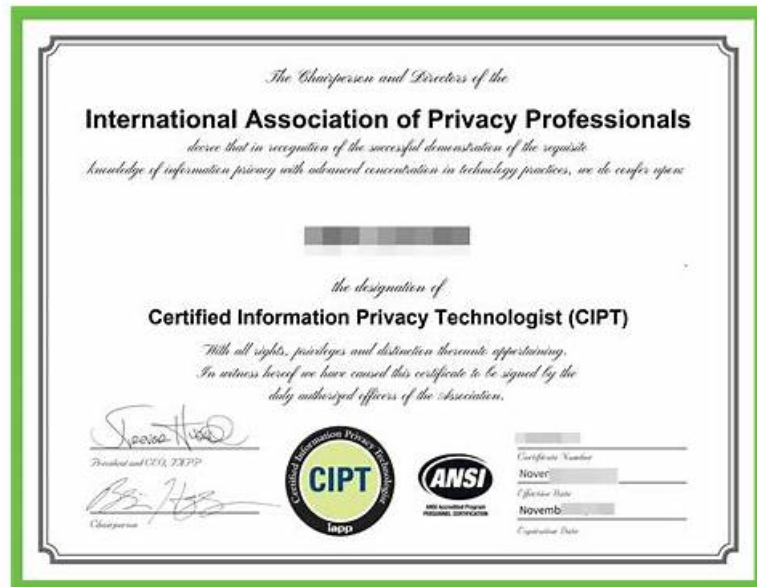 The Chairperson and Directors of the
International Association of Privacy Professionals
decree that in recognition of the successful demonstration of the requisite
knowledge of information privacy with advanced concentration in technology practices, we do confer upon:
the designation of
Certified Information Privacy Technologist (CIPT)
With all rights, privileges and distinction thereunto appertaining.
In witness hereof we have caused this certificate to be signed by the
duly authorized officers of the Association.
President and CEO, IAPP
Chairperson
Certified Information Privacy Technologist
CIPT
iapp
ANSI
ANSI Accredited Program
PERSONNEL CERTIFICATION
Certificate Number
Novem
Effective Date
Novemb
Expiration Date